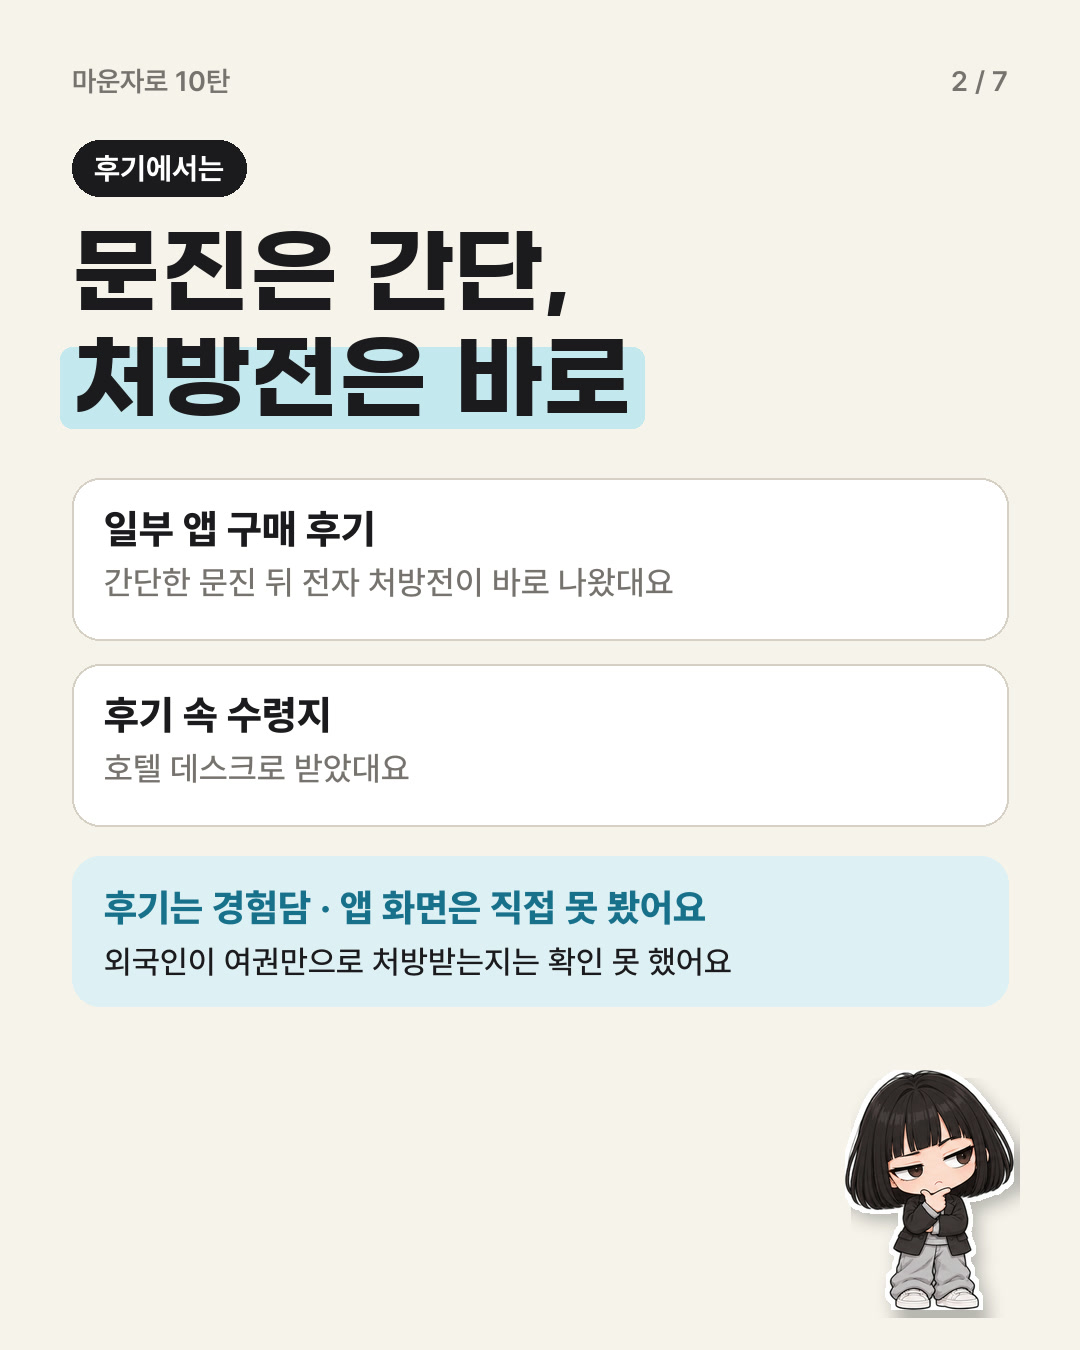 마운자로 10탄
2 / 7
후기에서는
문진은 간단,
처방전은 바로
일부 앱 구매 후기
간단한 문진 뒤 전자 처방전이 바로 나왔대요
후기 속 수령지
호텔 데스크로 받았대요
후기는 경험담 · 앱 화면은 직접 못 봤어요
외국인이 여권만으로 처방받는지는 확인 못 했어요